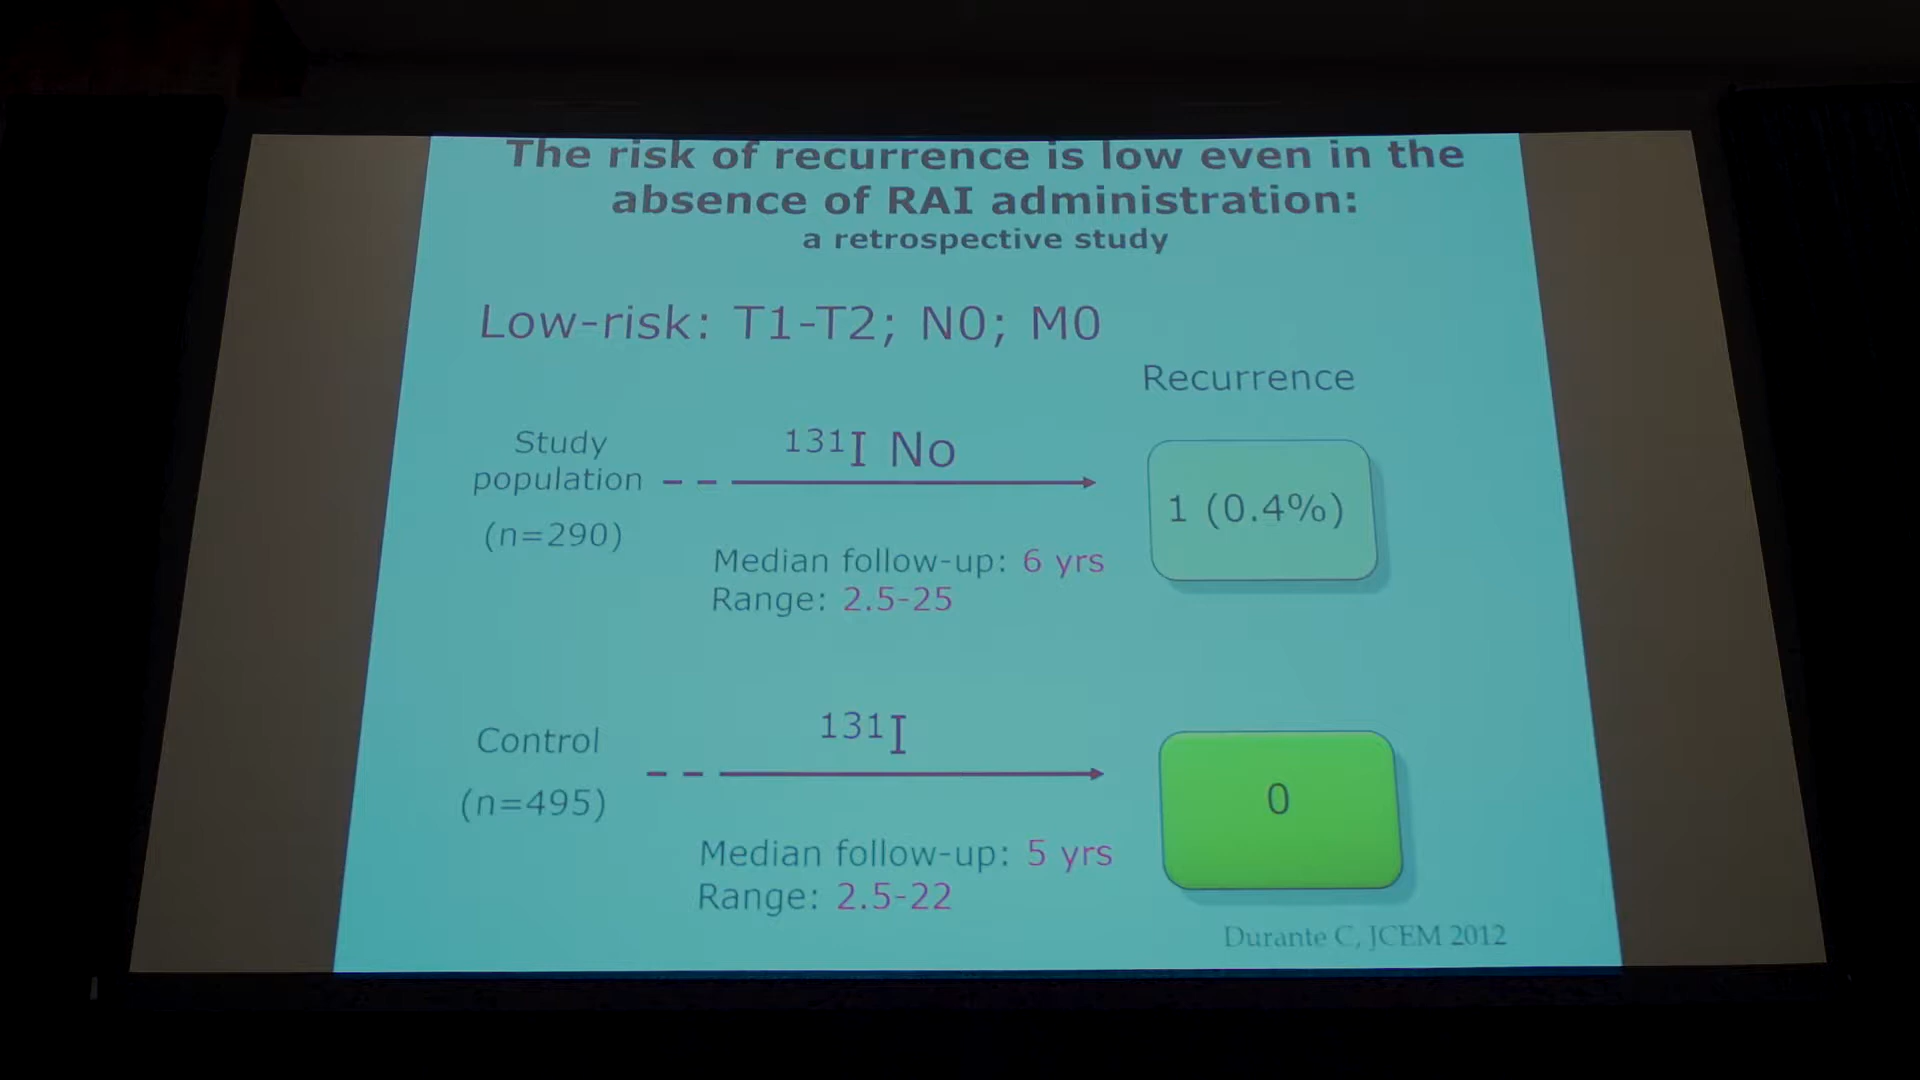 The risk of recurrence is low even in the
absence of RAI administration:
a retrospective study
Low-risk: T1-T2; N0; M0
Recurrence
Study
population
(n=290)
131I No
Median follow-up: 6 yrs
Range: 2.5-25
1 (0.4%)
Control
(n=495)
131I
Median follow-up: 5 yrs
Range: 2.5-22
0
Durante C, JCEM 2012